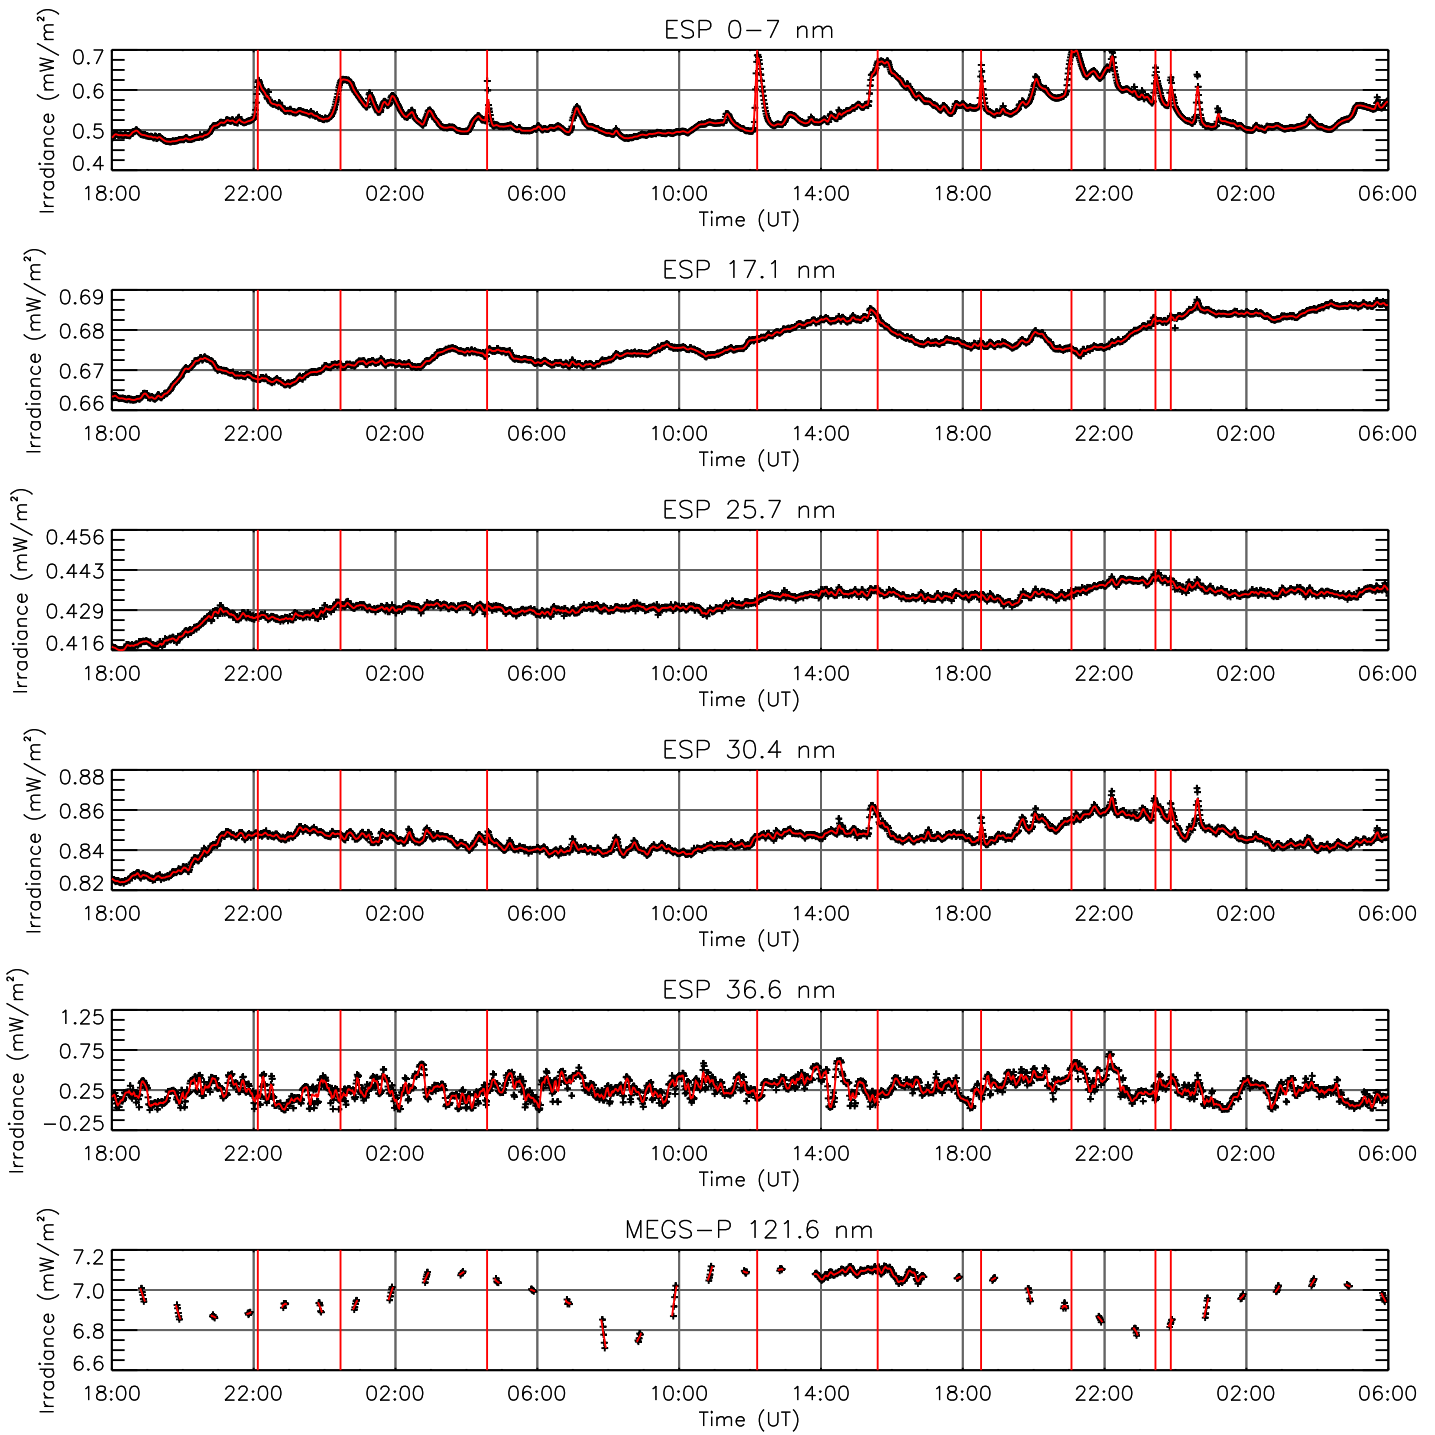 ESP 0−7 nm
Irradiance (mW/m²)
0.7
0.6
0.5
0.4
18:00 22:00 02:00 06:00 10:00 14:00 18:00 22:00 02:00 06:00
Time (UT)
ESP 17.1 nm
Irradiance (mW/m²)
0.69
0.68
0.67
0.66
18:00 22:00 02:00 06:00 10:00 14:00 18:00 22:00 02:00 06:00
Time (UT)
ESP 25.7 nm
Irradiance (mW/m²)
0.456
0.443
0.429
0.416
18:00 22:00 02:00 06:00 10:00 14:00 18:00 22:00 02:00 06:00
Time (UT)
ESP 30.4 nm
Irradiance (mW/m²)
0.88
0.86
0.84
0.82
18:00 22:00 02:00 06:00 10:00 14:00 18:00 22:00 02:00 06:00
Time (UT)
ESP 36.6 nm
Irradiance (mW/m²)
1.25
0.75
0.25
−0.25
18:00 22:00 02:00 06:00 10:00 14:00 18:00 22:00 02:00 06:00
Time (UT)
MEGS−P 121.6 nm
Irradiance (mW/m²)
7.2
7.0
6.8
6.6
18:00 22:00 02:00 06:00 10:00 14:00 18:00 22:00 02:00 06:00
Time (UT)